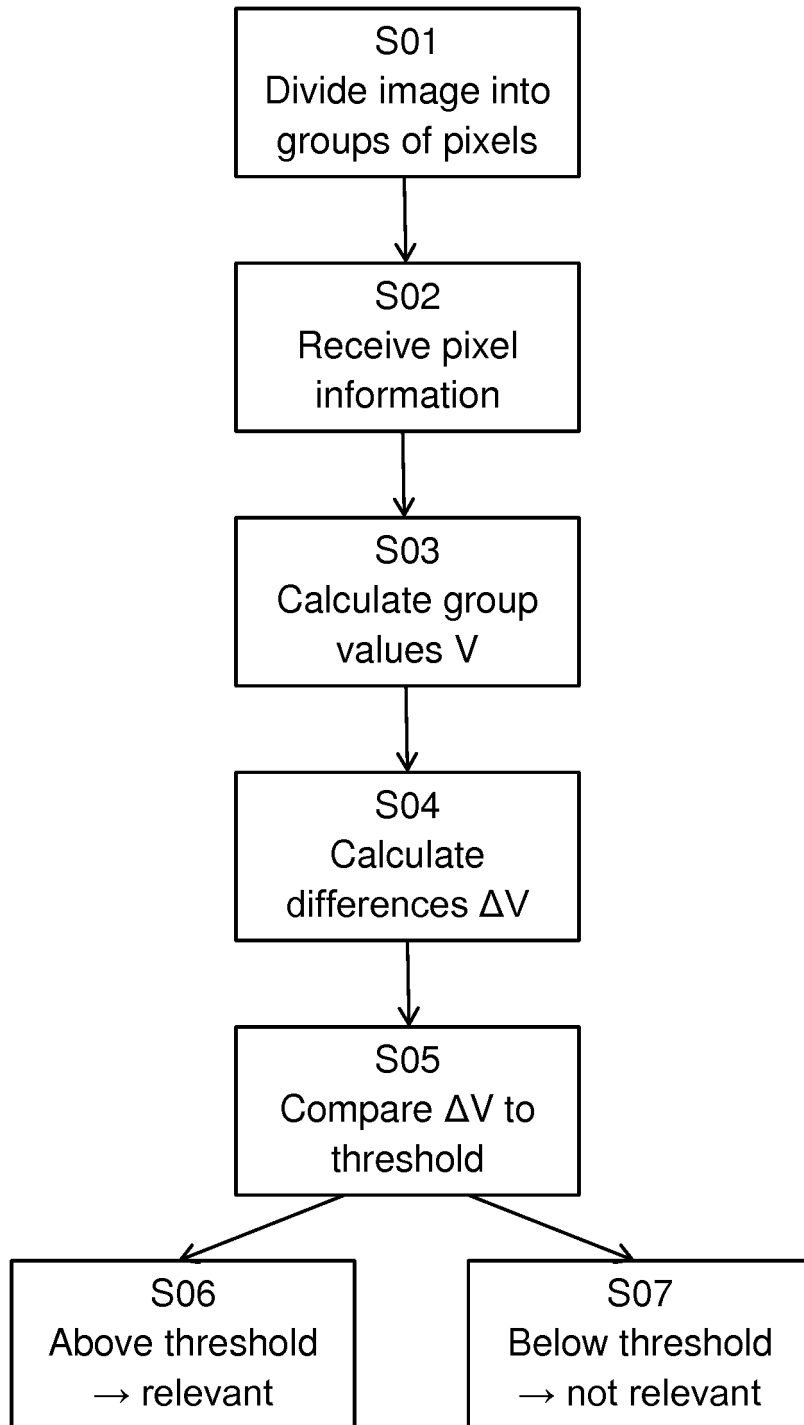 S01
Divide image into
groups of pixels
S02
Receive pixel
information
S03
Calculate group
values V
S04
Calculate
differences ΔV
S05
Compare ΔV to
threshold
S06
Above threshold
→ relevant
S07
Below threshold
→ not relevant